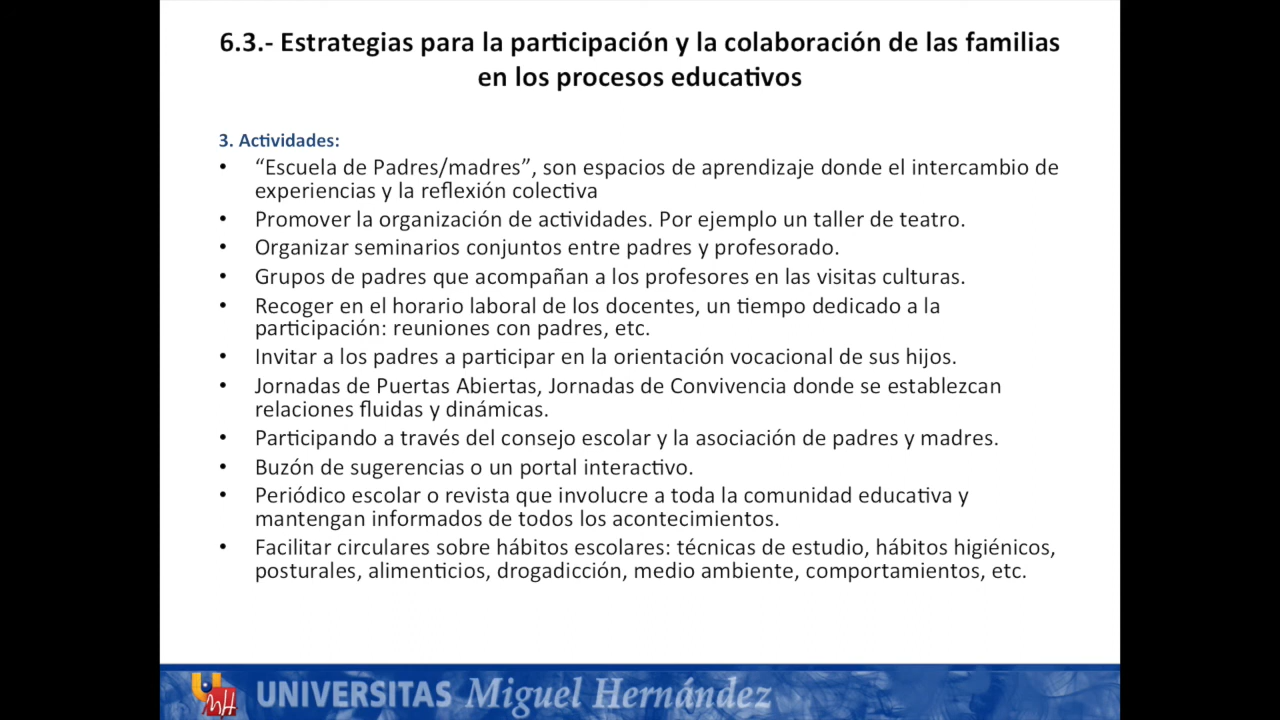 6.3.- Estrategias para la participación y la colaboración de las familias
en los procesos educativos
3. Actividades:
• “Escuela de Padres/madres”, son espacios de aprendizaje donde el intercambio de
experiencias y la reflexión colectiva
• Promover la organización de actividades. Por ejemplo un taller de teatro.
• Organizar seminarios conjuntos entre padres y profesorado.
• Grupos de padres que acompañan a los profesores en las visitas culturas.
• Recoger en el horario laboral de los docentes, un tiempo dedicado a la
participación: reuniones con padres, etc.
• Invitar a los padres a participar en la orientación vocacional de sus hijos.
• Jornadas de Puertas Abiertas, Jornadas de Convivencia donde se establezcan
relaciones fluidas y dinámicas.
• Participando a través del consejo escolar y la asociación de padres y madres.
• Buzón de sugerencias o un portal interactivo.
• Periódico escolar o revista que involucre a toda la comunidad educativa y
mantengan informados de todos los acontecimientos.
• Facilitar circulares sobre hábitos escolares: técnicas de estudio, hábitos higiénicos,
posturales, alimenticios, drogadicción, medio ambiente, comportamientos, etc.
U MH UNIVERSITAS Miguel Hernández